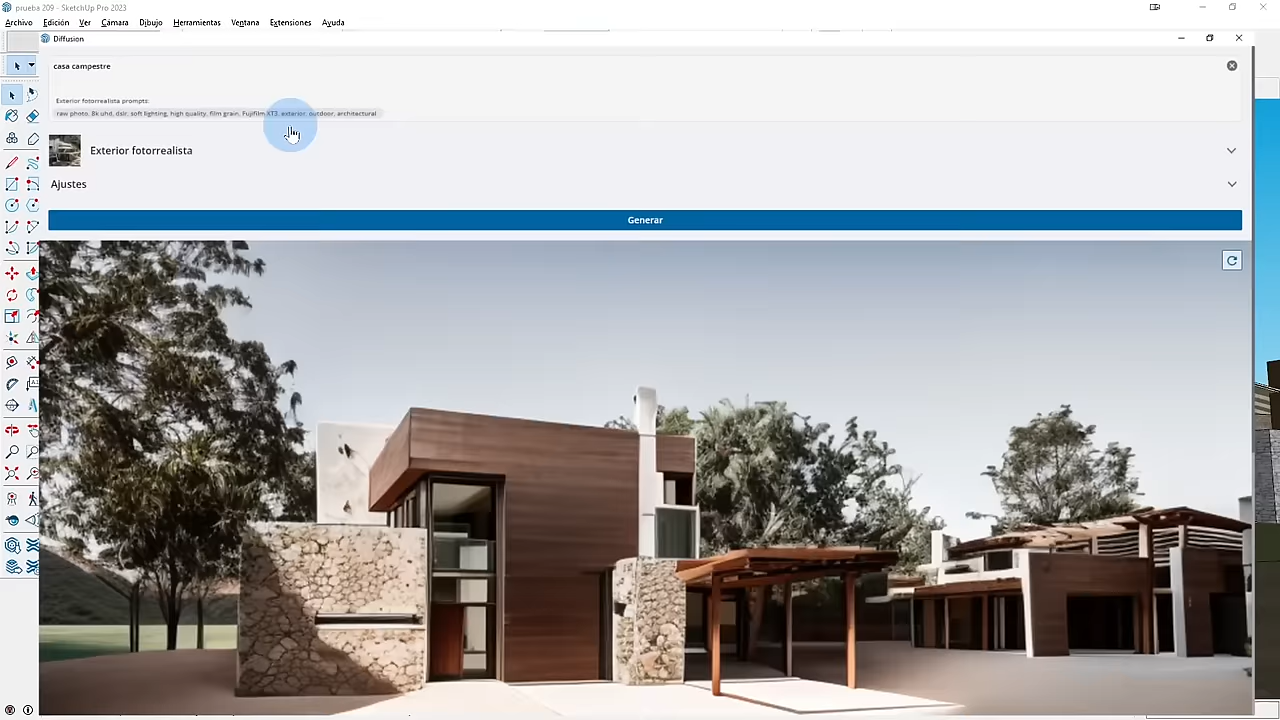 prueba 209 - SketchUp Pro 2023
Archivo Edición Ver Cámara Dibujo Herramientas Ventana Extensiones Ayuda
Diffusion
casa campestre
Exterior fotorrealista prompts:
raw photo, 8k uhd, dslr, soft lighting, high quality, film grain, Fujifilm XT3, exterior, outdoor, architectural
Exterior fotorrealista
Ajustes
Generar